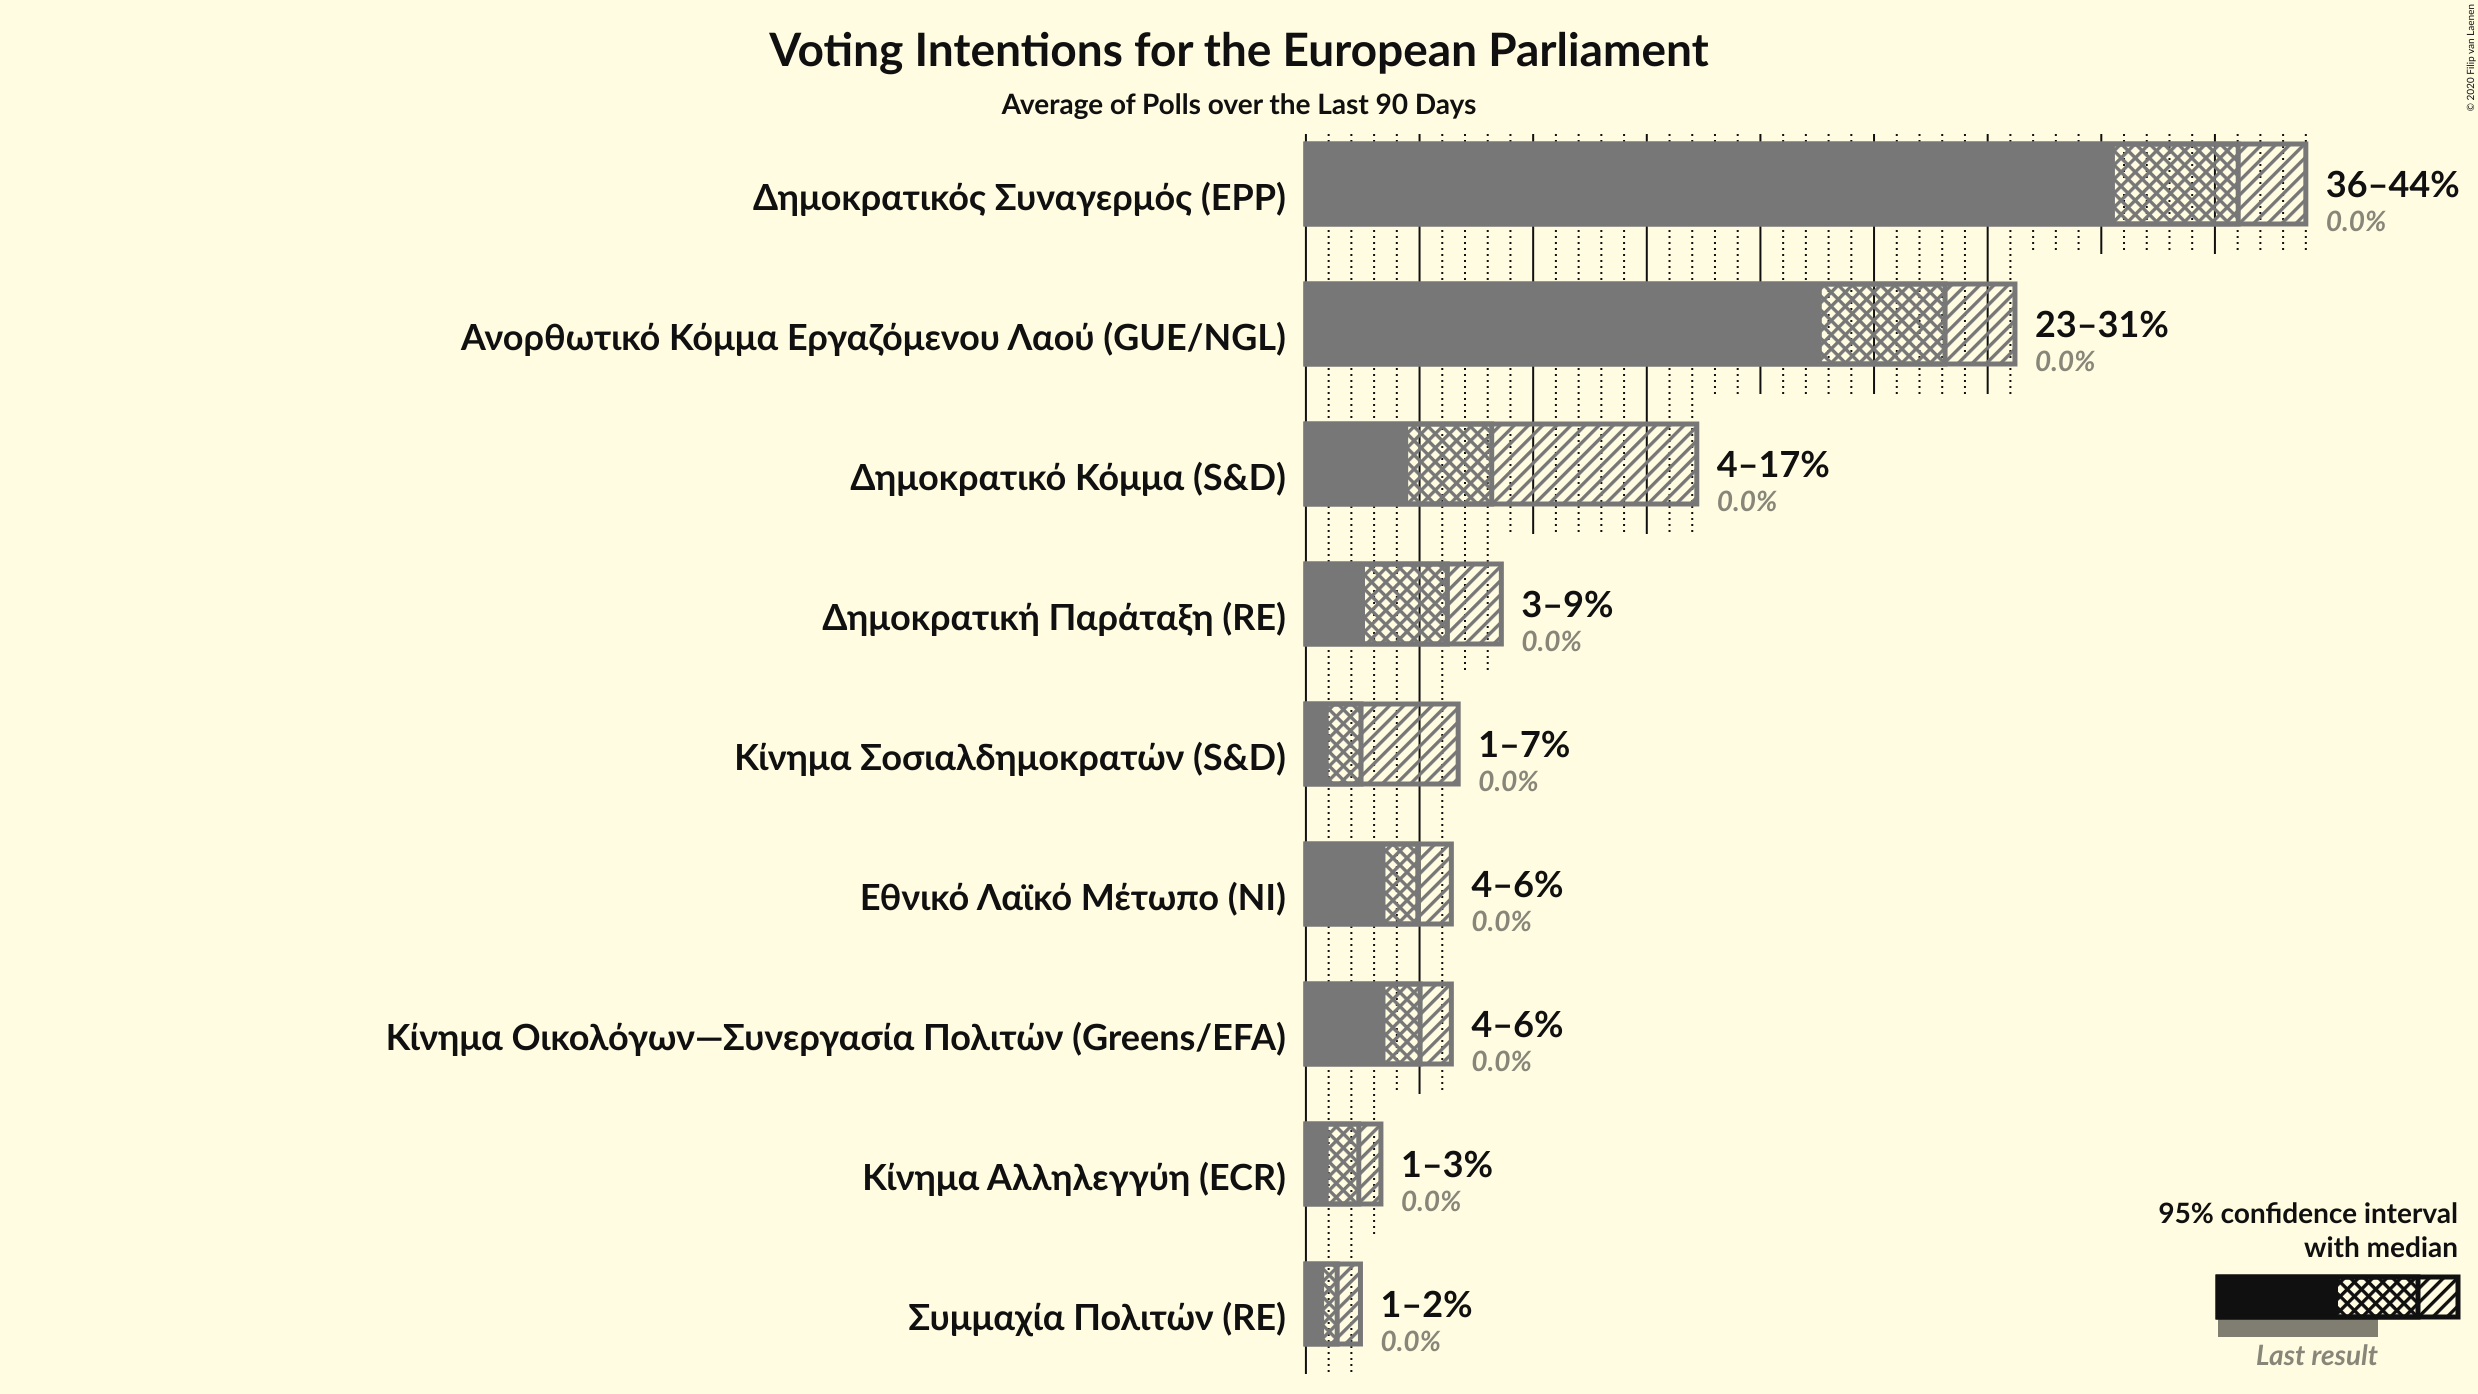 © 2020 Filip van Laenen
Voting Intentions for the European Parliament
Average of Polls over the Last 90 Days
Δημοκρατικός Συναγερμός (EPP)
36–44%
0.0%
Ανορθωτικό Κόμμα Εργαζόμενου Λαού (GUE/NGL)
23–31%
0.0%
Δημοκρατικό Κόμμα (S&D)
4–17%
0.0%
Δημοκρατική Παράταξη (RE)
3–9%
0.0%
Κίνημα Σοσιαλδημοκρατών (S&D)
1–7%
0.0%
Εθνικό Λαϊκό Μέτωπο (NI)
4–6%
0.0%
Κίνημα Οικολόγων—Συνεργασία Πολιτών (Greens/EFA)
4–6%
0.0%
Κίνημα Αλληλεγγύη (ECR)
1–3%
0.0%
Συμμαχία Πολιτών (RE)
1–2%
0.0%
95% confidence interval
with median
Last result